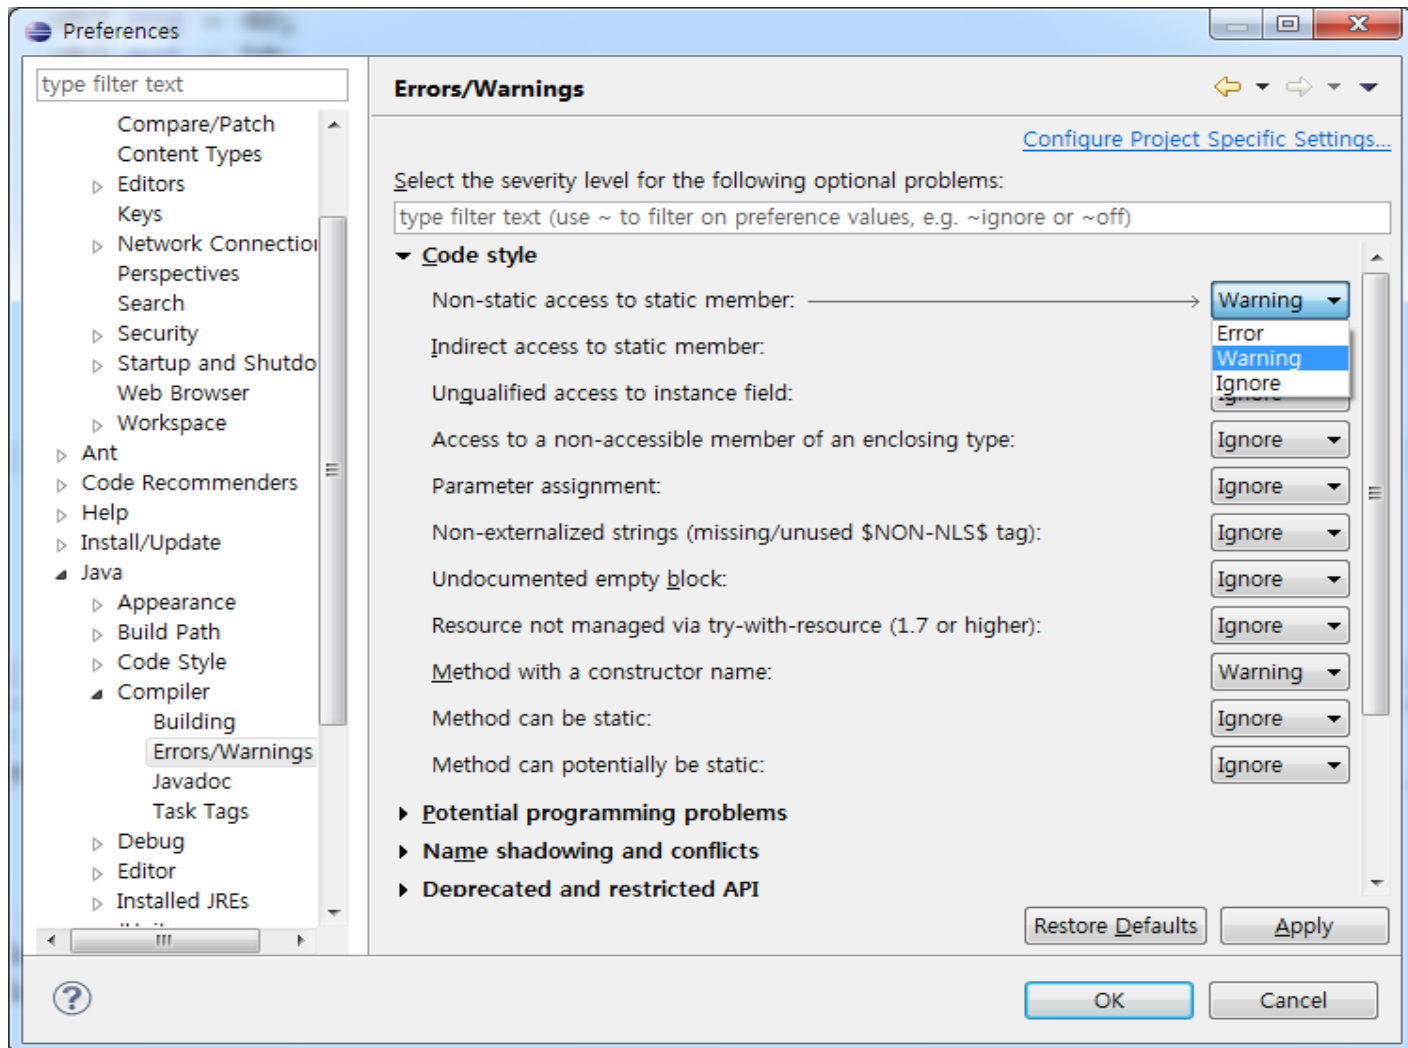 Preferences
type filter text
Compare/Patch
Content Types
Editors
Keys
Network Connection
Perspectives
Search
Security
Startup and Shutdo
Web Browser
Workspace
Ant
Code Recommenders
Help
Install/Update
Java
Appearance
Build Path
Code Style
Compiler
Building
Errors/Warnings
Javadoc
Task Tags
Debug
Editor
Installed JREs
Errors/Warnings
Configure Project Specific Settings...
Select the severity level for the following optional problems:
type filter text (use ~ to filter on preference values, e.g. ~ignore or ~off)
Code style
Non-static access to static member: Warning
Error
Warning
Ignore
Indirect access to static member:
Unqualified access to instance field: Ignore
Access to a non-accessible member of an enclosing type: Ignore
Parameter assignment: Ignore
Non-externalized strings (missing/unused $NON-NLS$ tag): Ignore
Undocumented empty block: Ignore
Resource not managed via try-with-resource (1.7 or higher): Ignore
Method with a constructor name: Warning
Method can be static: Ignore
Method can potentially be static: Ignore
Potential programming problems
Name shadowing and conflicts
Deprecated and restricted API
Restore Defaults
Apply
OK
Cancel